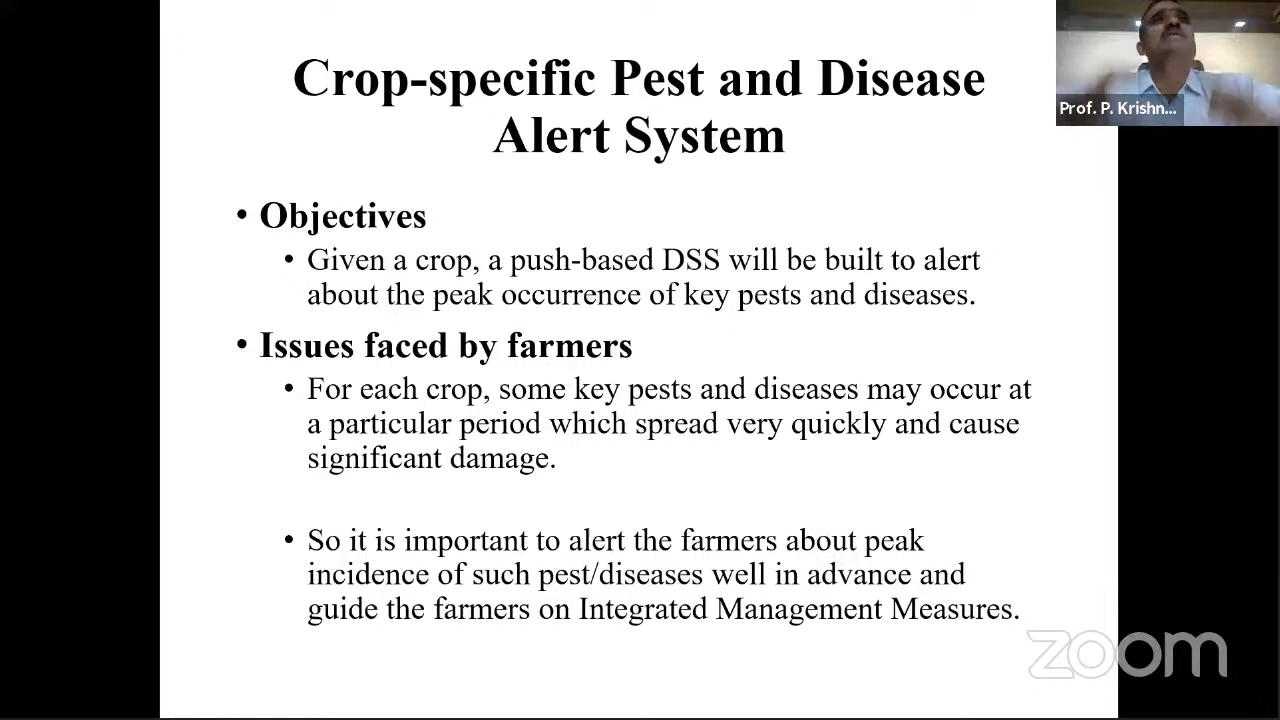 Crop-specific Pest and Disease
Alert System
• Objectives
• Given a crop, a push-based DSS will be built to alert
about the peak occurrence of key pests and diseases.
• Issues faced by farmers
• For each crop, some key pests and diseases may occur at
a particular period which spread very quickly and cause
significant damage.
• So it is important to alert the farmers about peak
incidence of such pest/diseases well in advance and
guide the farmers on Integrated Management Measures.
Prof. P. Krishn...
zoom